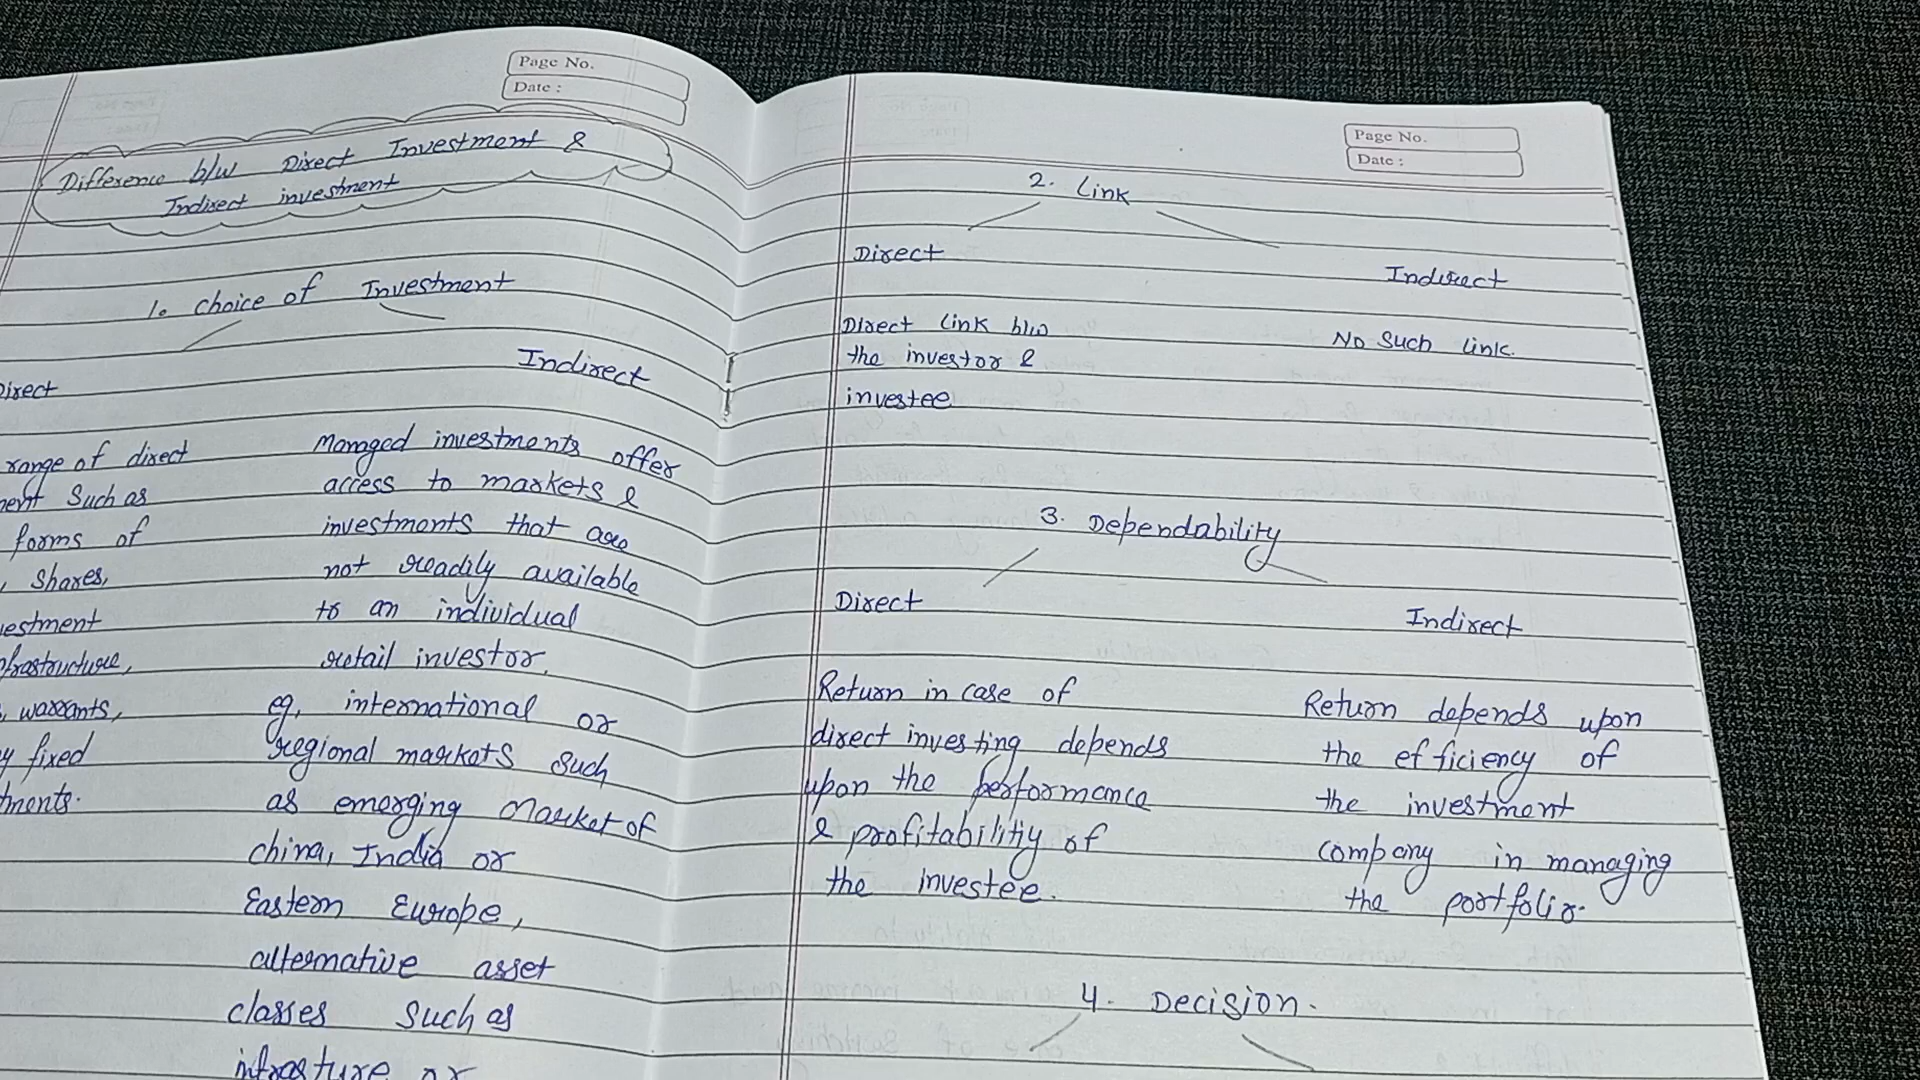 Page No.
Date :
Difference b/w Direct Investment &
Indirect investment
1. Choice of Investment
Direct
Indirect
range of direct
Such as
forms of
, Shares,
warrants,
fixed
Managed investments offer
access to markets &
investments that are
not readily available
to an individual
retail investor.
eg. international or
regional markets such
as emerging Market of
china, India or
Eastern Europe,
alternative asset
classes such as
or
Page No.
Date :
2. Link
Direct
Indirect
Direct link b/w
the investor &
investee
No Such link.
3. Dependability
Direct
Indirect
Return in case of
direct investing depends
upon the performance
& profitabilitiy of
the investee.
Return depends upon
the efficiency of
the investment
company in managing
the portfolio.
4. Decision.